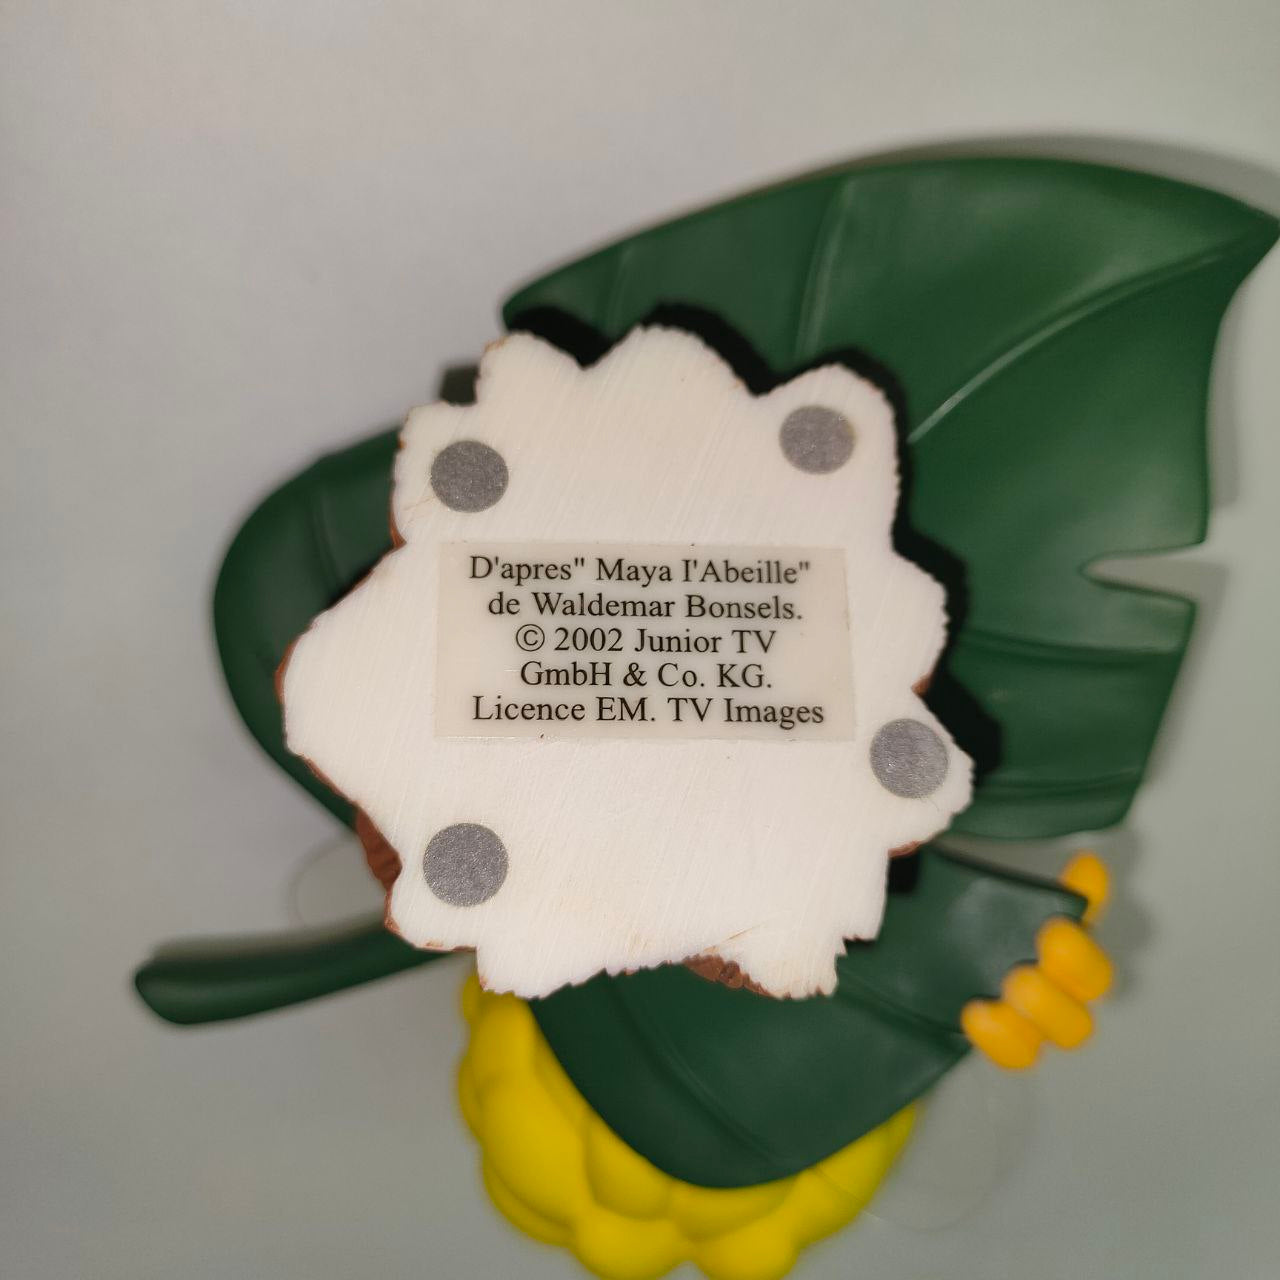 D'apres" Maya I'Abeille"
de Waldemar Bonsels.
© 2002 Junior TV
GmbH & Co. KG.
Licence EM. TV Images